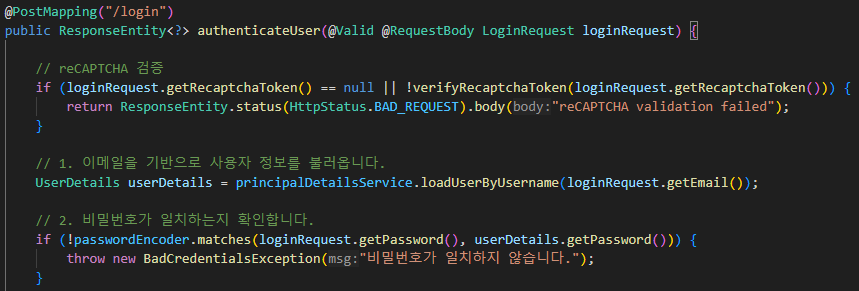 @PostMapping("/login")
public ResponseEntity<?> authenticateUser(@Valid @RequestBody LoginRequest loginRequest) {
// reCAPTCHA 검증
if (loginRequest.getRecaptchaToken() == null || !verifyRecaptchaToken(loginRequest.getRecaptchaToken())) {
return ResponseEntity.status(HttpStatus.BAD_REQUEST).body(body:"reCAPTCHA validation failed");
}
// 1. 이메일을 기반으로 사용자 정보를 불러옵니다.
UserDetails userDetails = principalDetailsService.loadUserByUsername(loginRequest.getEmail());
// 2. 비밀번호가 일치하는지 확인합니다.
if (!passwordEncoder.matches(loginRequest.getPassword(), userDetails.getPassword())) {
throw new BadCredentialsException(msg:"비밀번호가 일치하지 않습니다.");
}